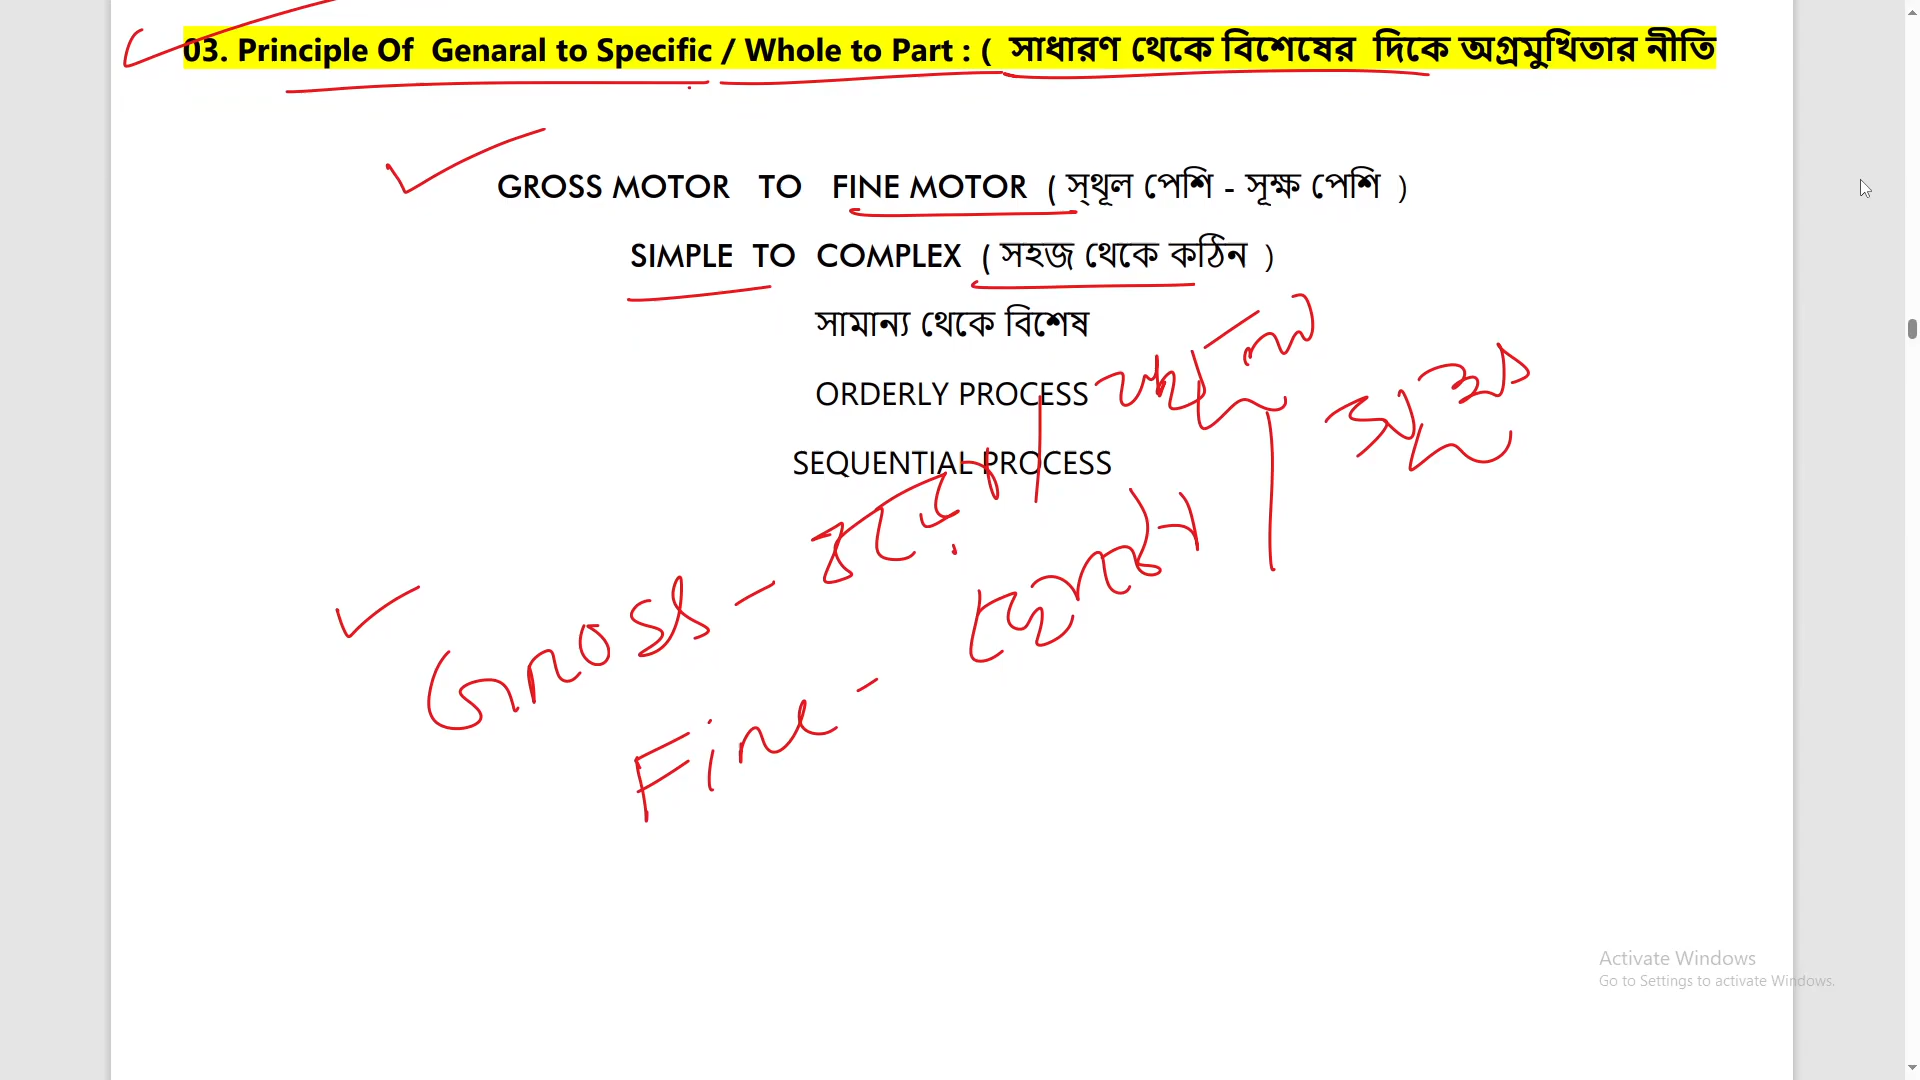 03. Principle Of Genaral to Specific / Whole to Part : ( সাধারণ থেকে বিশেষের দিকে অগ্রমুখিতার নীতি
GROSS MOTOR TO FINE MOTOR ( স্থূল পেশি - সূক্ষ পেশি )
SIMPLE TO COMPLEX ( সহজ থেকে কঠিন )
সামান্য থেকে বিশেষ
ORDERLY PROCESS
SEQUENTIAL PROCESS
Gross -
Fine -
Activate Windows
Go to Settings to activate Windows.